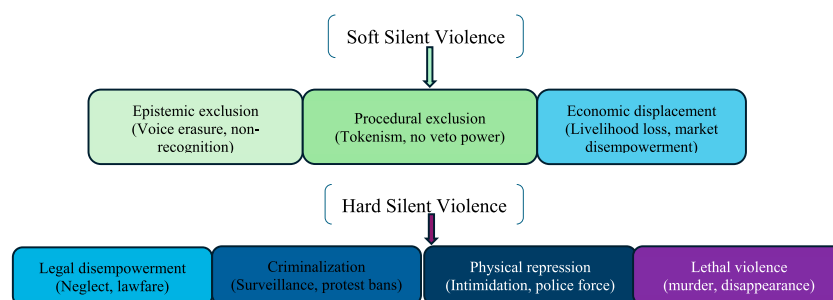 Soft Silent Violence
Epistemic exclusion
(Voice erasure, non-
recognition)
Procedural exclusion
(Tokenism, no veto power)
Economic displacement
(Livelihood loss, market
disempowerment)
Hard Silent Violence
Legal disempowerment
(Neglect, lawfare)
Criminalization
(Surveillance, protest bans)
Physical repression
(Intimidation, police force)
Lethal violence
(murder, disappearance)